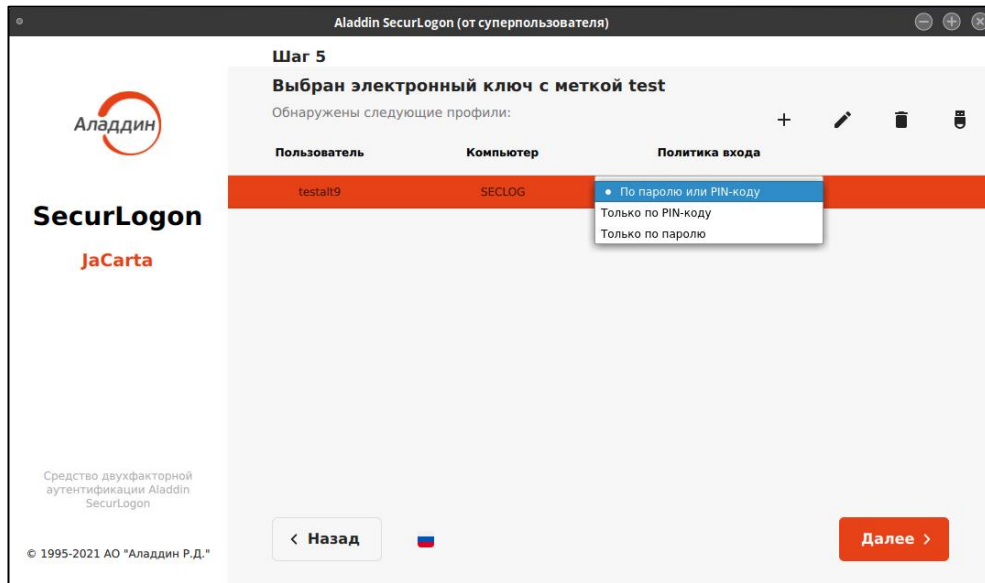 Aladdin SecurLogon (от суперпользователя)
Шаг 5
Выбран электронный ключ с меткой test
Обнаружены следующие профили:
Пользователь Компьютер Политика входа
testalt9 SECLOG По паролю или PIN-коду
Только по PIN-коду
Только по паролю
Аладдин
SecurLogon
JaCarta
Средство двухфакторной
аутентификации Aladdin
SecurLogon
© 1995-2021 АО "Аладдин Р.Д."
Назад
Далее